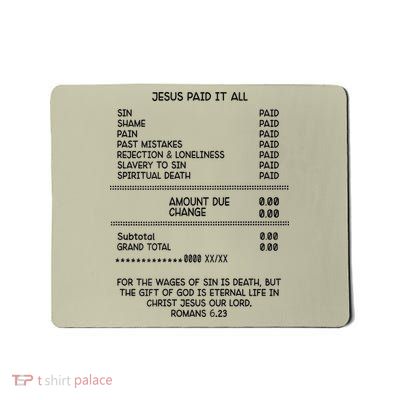 JESUS PAID IT ALL
SIN PAID
SHAME PAID
PAIN PAID
PAST MISTAKES PAID
REJECTION & LONELINESS PAID
SLAVERY TO SIN PAID
SPIRITUAL DEATH PAID
AMOUNT DUE 0.00
CHANGE 0.00
Subtotal 0.00
GRAND TOTAL 0.00
*************0000 XX/XX
FOR THE WAGES OF SIN IS DEATH, BUT
THE GIFT OF GOD IS ETERNAL LIFE IN
CHRIST JESUS OUR LORD.
ROMANS 6.23
TSP t shirt palace